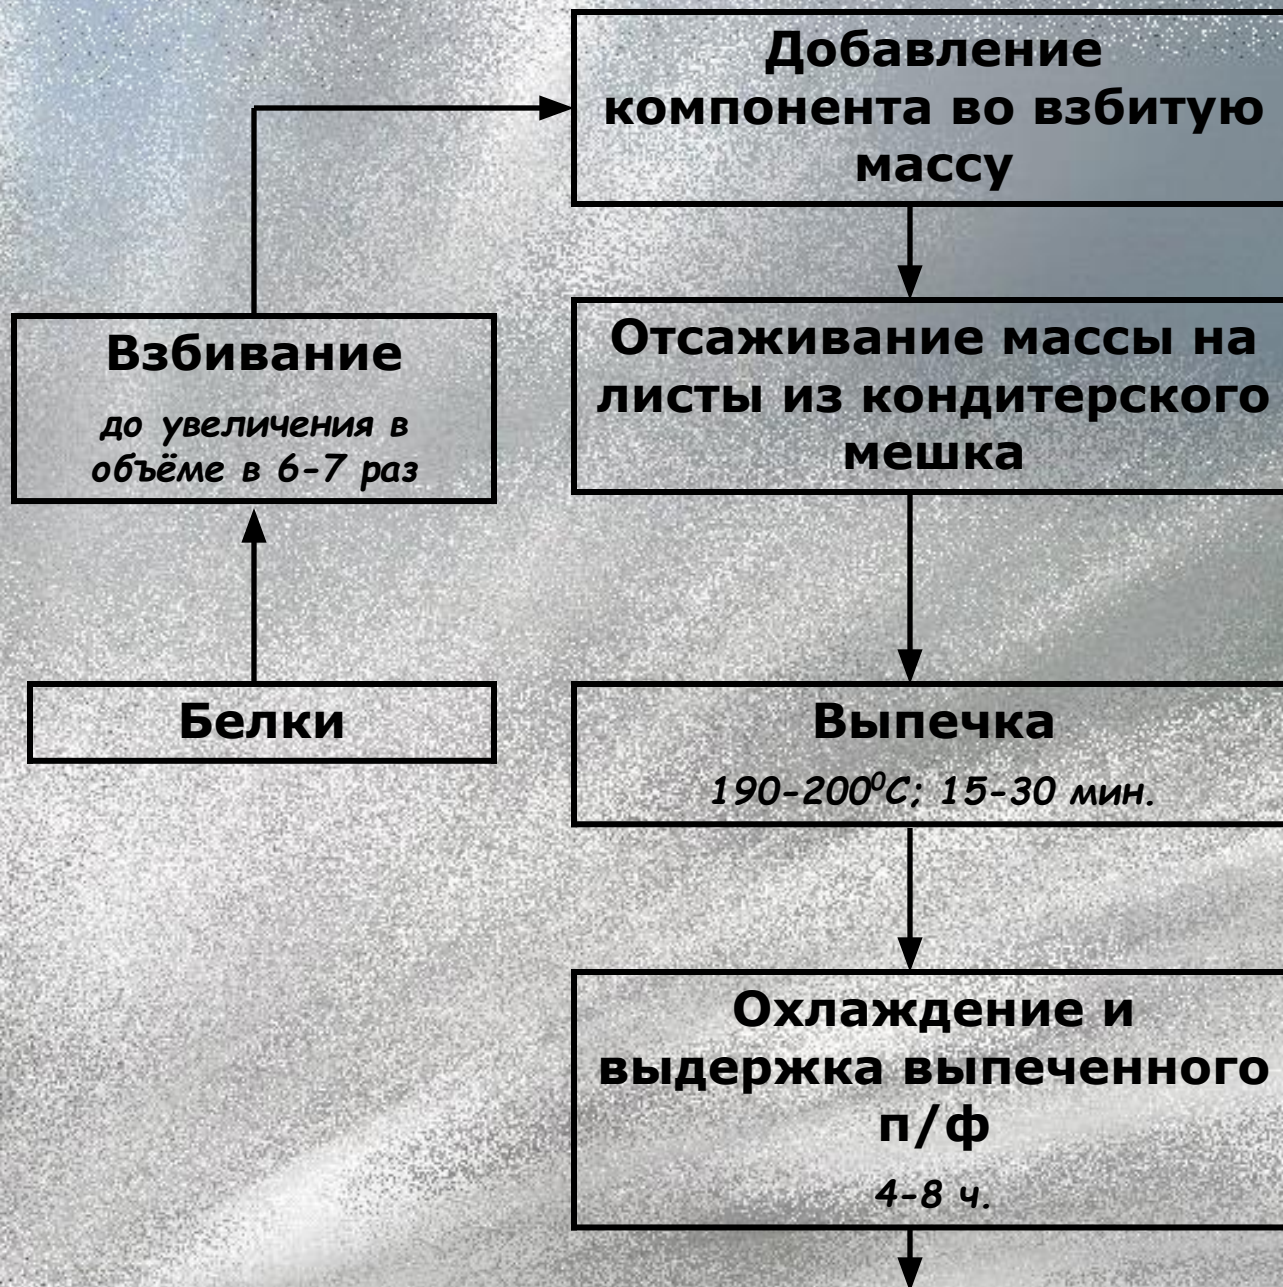 Добавление
компонента во взбитую
массу
Взбивание
до увеличения в
объёме в 6-7 раз
Отсаживание массы на
листы из кондитерского
мешка
Белки
Выпечка
190-200⁰С; 15-30 мин.
Охлаждение и
выдержка выпеченного
п/ф
4-8 ч.